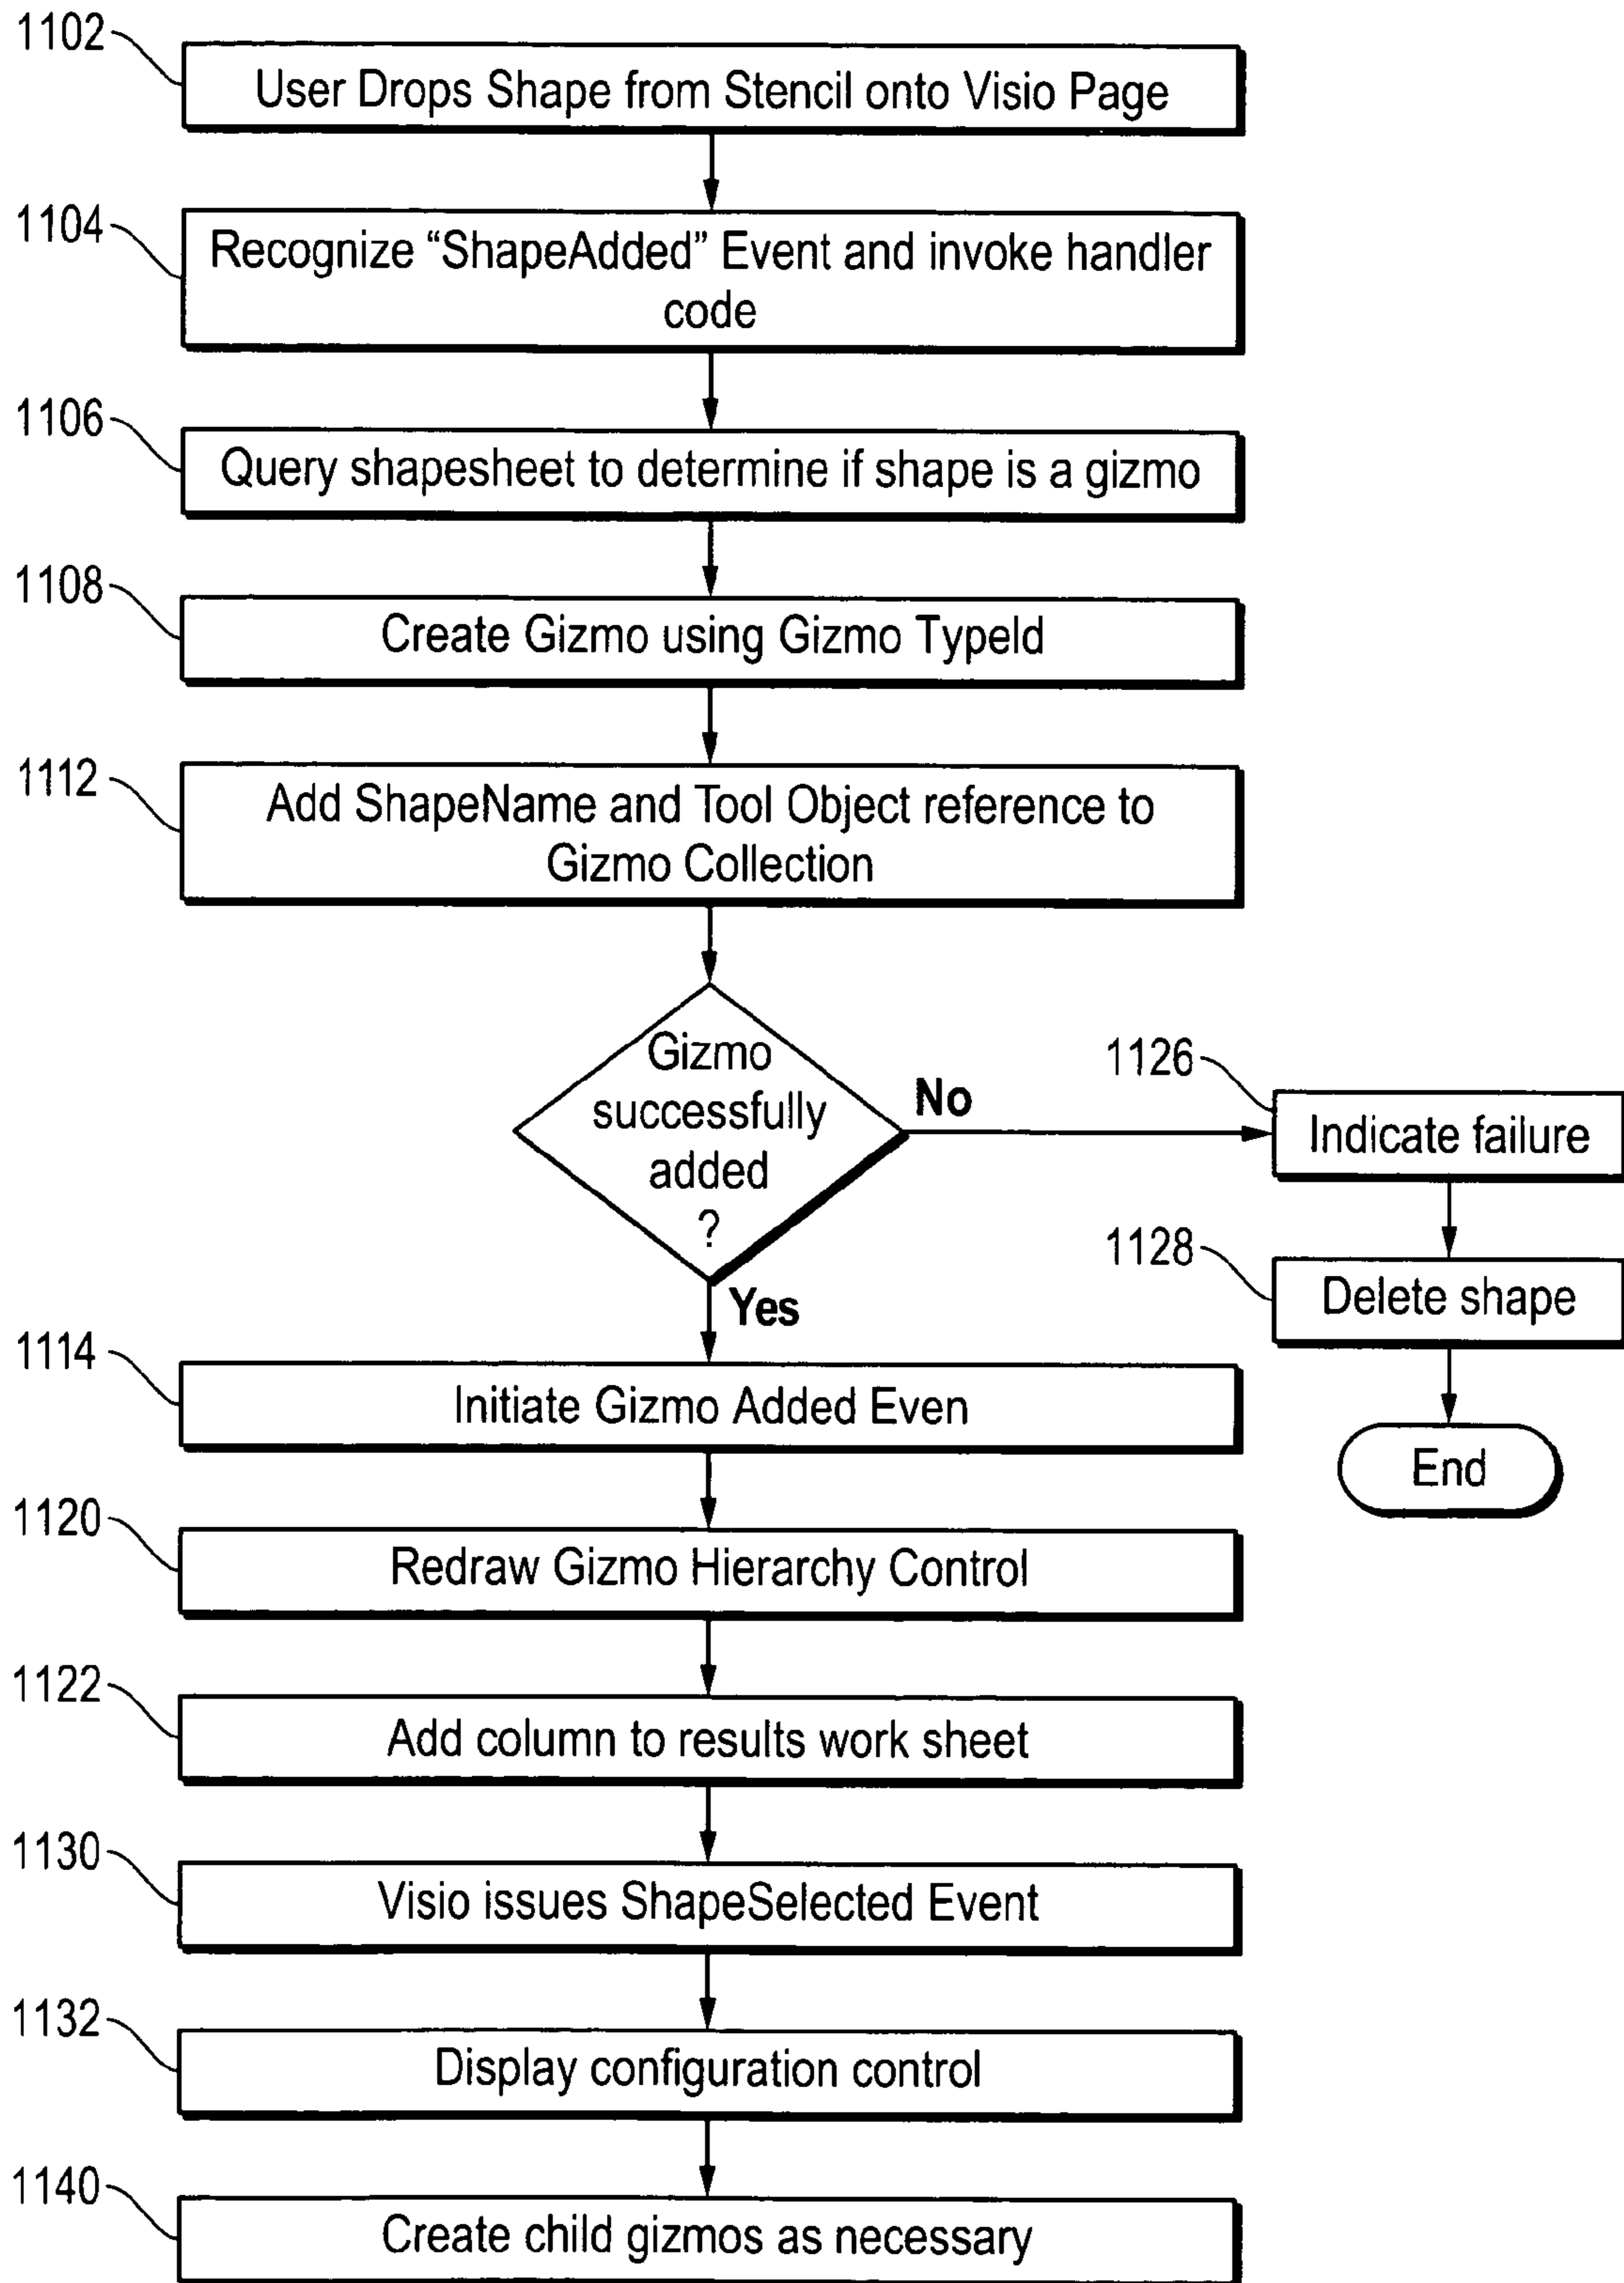 1102
User Drops Shape from Stencil onto Visio Page
1104
Recognize “ShapeAdded” Event and invoke handler
code
1106
Query shapesheet to determine if shape is a gizmo
1108
Create Gizmo using Gizmo TypeId
1112
Add ShapeName and Tool Object reference to
Gizmo Collection
Gizmo
successfully
added
?
No
Yes
1126
Indicate failure
1128
Delete shape
End
1114
Initiate Gizmo Added Even
1120
Redraw Gizmo Hierarchy Control
1122
Add column to results work sheet
1130
Visio issues ShapeSelected Event
1132
Display configuration control
1140
Create child gizmos as necessary